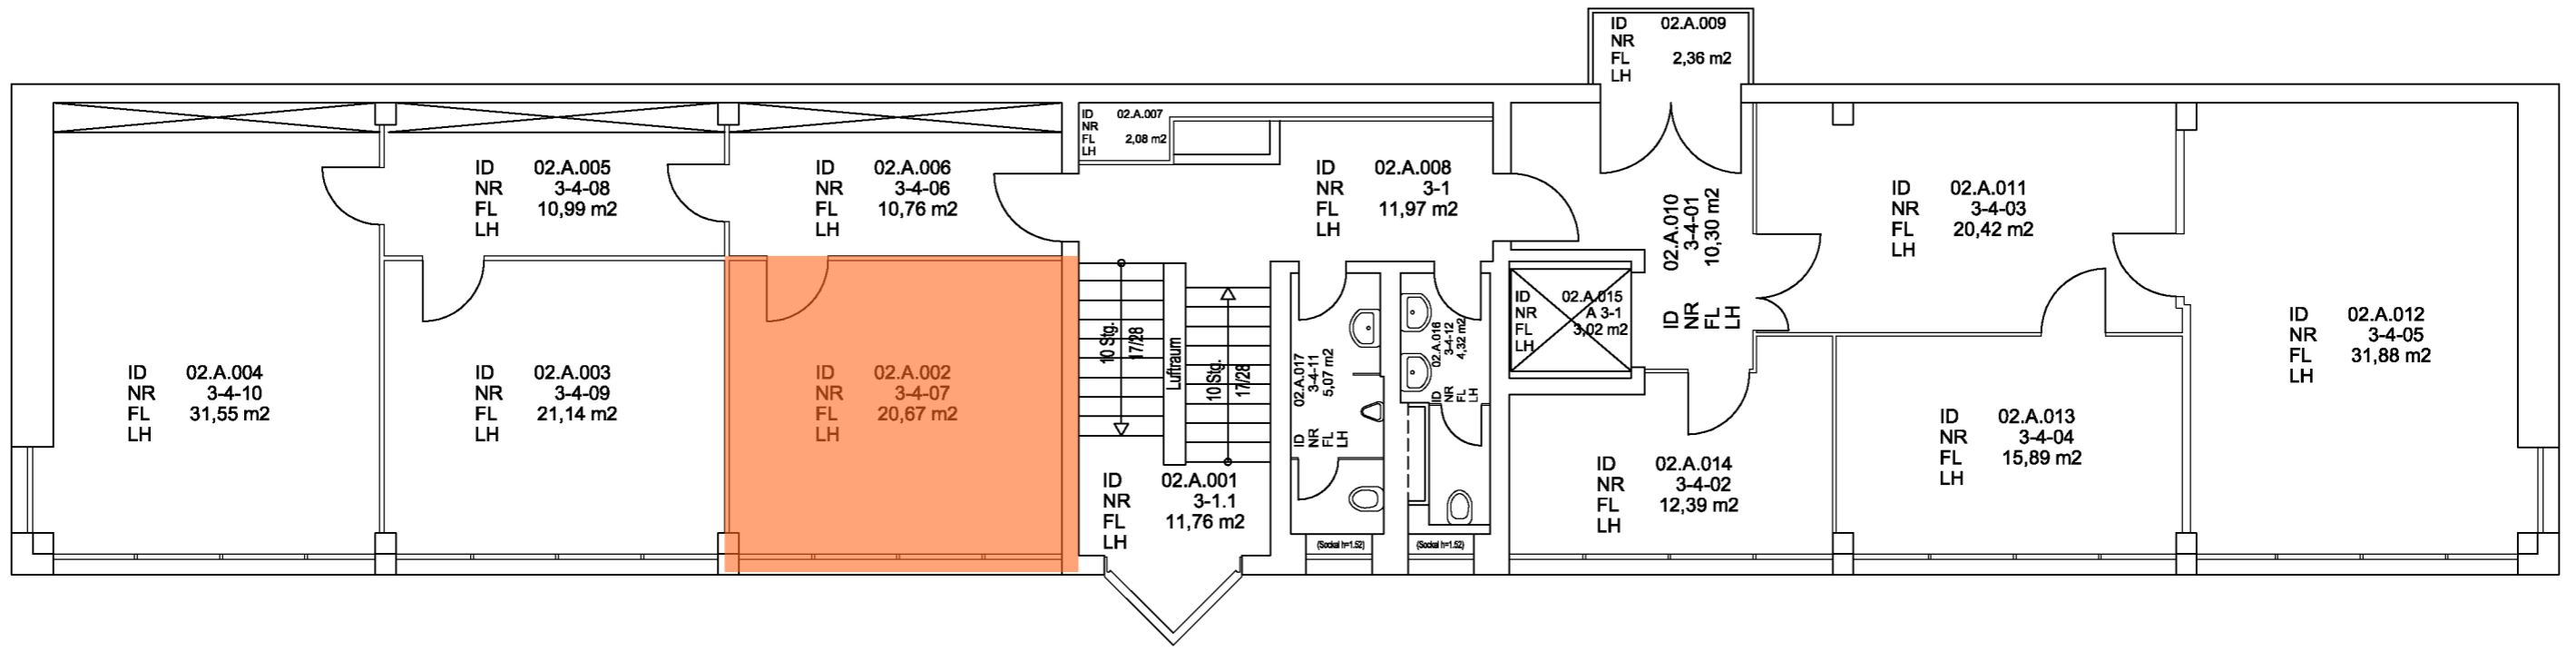 ID 02.A.009
NR
FL 2,36 m2
LH
ID 02.A.007
NR
FL 2,08 m2
LH
ID 02.A.005
NR 3-4-08
FL 10,99 m2
LH
ID 02.A.006
NR 3-4-06
FL 10,76 m2
LH
ID 02.A.008
NR 3-1
FL 11,97 m2
LH
ID 02.A.010
NR 3-4-01
FL 10,30 m2
LH
ID 02.A.011
NR 3-4-03
FL 20,42 m2
LH
ID 02.A.015
NR A 3-1
FL 3,02 m2
LH
ID 02.A.012
NR 3-4-05
FL 31,88 m2
LH
ID 02.A.004
NR 3-4-10
FL 31,55 m2
LH
ID 02.A.003
NR 3-4-09
FL 21,14 m2
LH
ID 02.A.002
NR 3-4-07
FL 20,67 m2
LH
10 Stg.
17/28
Luftraum
10 Stg.
17/28
ID 02.A.017
NR 3-4-11
FL 5,07 m2
LH
ID 02.A.016
NR 3-4-12
FL 4,32 m2
LH
ID 02.A.013
NR 3-4-04
FL 15,89 m2
LH
ID 02.A.014
NR 3-4-02
FL 12,39 m2
LH
ID 02.A.001
NR 3-1.1
FL 11,76 m2
LH
(Sockel h=1.52)
(Sockel h=1.52)